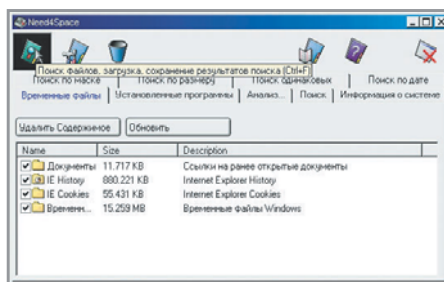 Need4Space
Поиск файлов, загрузка, сохранение результатов поиска [Ctrl+F]
Поиск по маске Поиск по размеру Поиск одинаковых Поиск по дате
Временные файлы Установленные программы Анализ... Поиск Информация о системе
Удалить Содержимое Обновить
Name Size Description
Документы 11.717 KB Ссылки на ранее открытые документы
IE History 880.221 KB Internet Explorer History
IE Cookies 55.431 KB Internet Explorer Cookies
Временн... 15.259 MB Временные файлы Windows